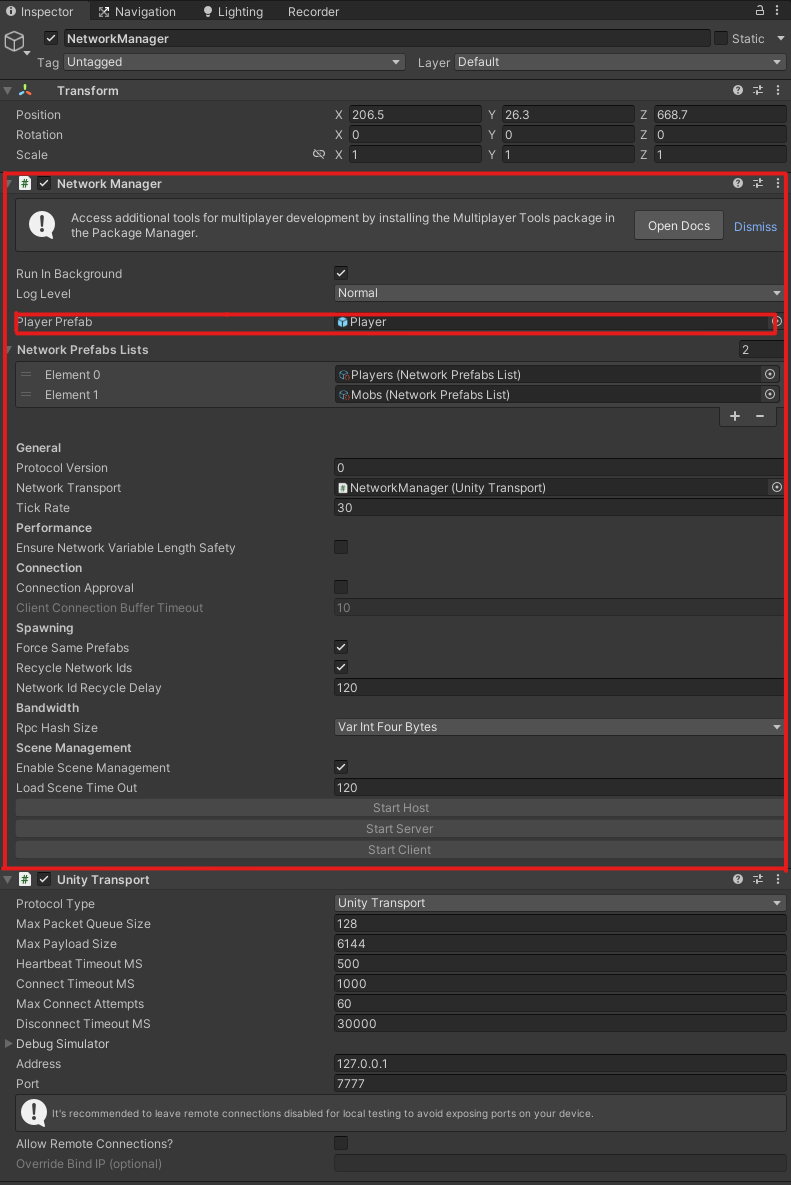 Inspector Navigation Lighting Recorder
NetworkManager Static
Tag Untagged Layer Default
Transform
Position X 206.5 Y 26.3 Z 668.7
Rotation X 0 Y 0 Z 0
Scale X 1 Y 1 Z 1
Network Manager
Access additional tools for multiplayer development by installing the Multiplayer Tools package in
the Package Manager.
Open Docs Dismiss
Run In Background
Log Level Normal
Player Prefab Player
Network Prefabs Lists 2
Element 0 Players (Network Prefabs List)
Element 1 Mobs (Network Prefabs List)
+ −
General
Protocol Version 0
Network Transport NetworkManager (Unity Transport)
Tick Rate 30
Performance
Ensure Network Variable Length Safety
Connection
Connection Approval
Client Connection Buffer Timeout 10
Spawning
Force Same Prefabs
Recycle Network Ids
Network Id Recycle Delay 120
Bandwidth
Rpc Hash Size Var Int Four Bytes
Scene Management
Enable Scene Management
Load Scene Time Out 120
Start Host
Start Server
Start Client
Unity Transport
Protocol Type Unity Transport
Max Packet Queue Size 128
Max Payload Size 6144
Heartbeat Timeout MS 500
Connect Timeout MS 1000
Max Connect Attempts 60
Disconnect Timeout MS 30000
Debug Simulator
Address 127.0.0.1
Port 7777
It's recommended to leave remote connections disabled for local testing to avoid exposing ports on your device.
Allow Remote Connections?
Override Bind IP (optional)